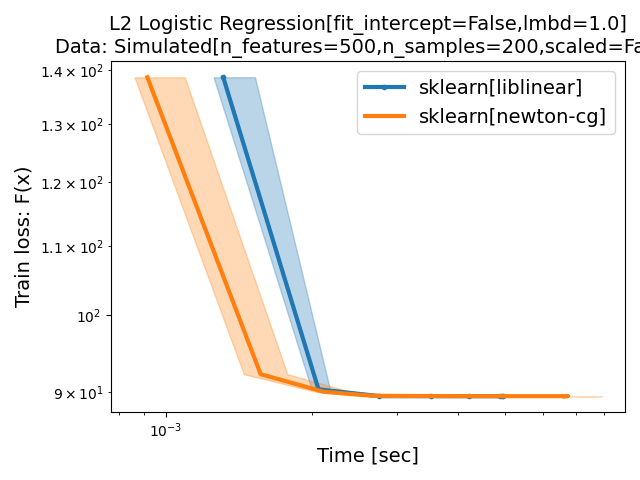 L2 Logistic Regression[fit_intercept=False,lmbd=1.0]
Data: Simulated[n_features=500,n_samples=200,scaled=Fa
1.4 × 10²
1.3 × 10²
1.2 × 10²
1.1 × 10²
10²
9 × 10¹
Train loss: F(x)
sklearn[liblinear]
sklearn[newton-cg]
10⁻³
Time [sec]